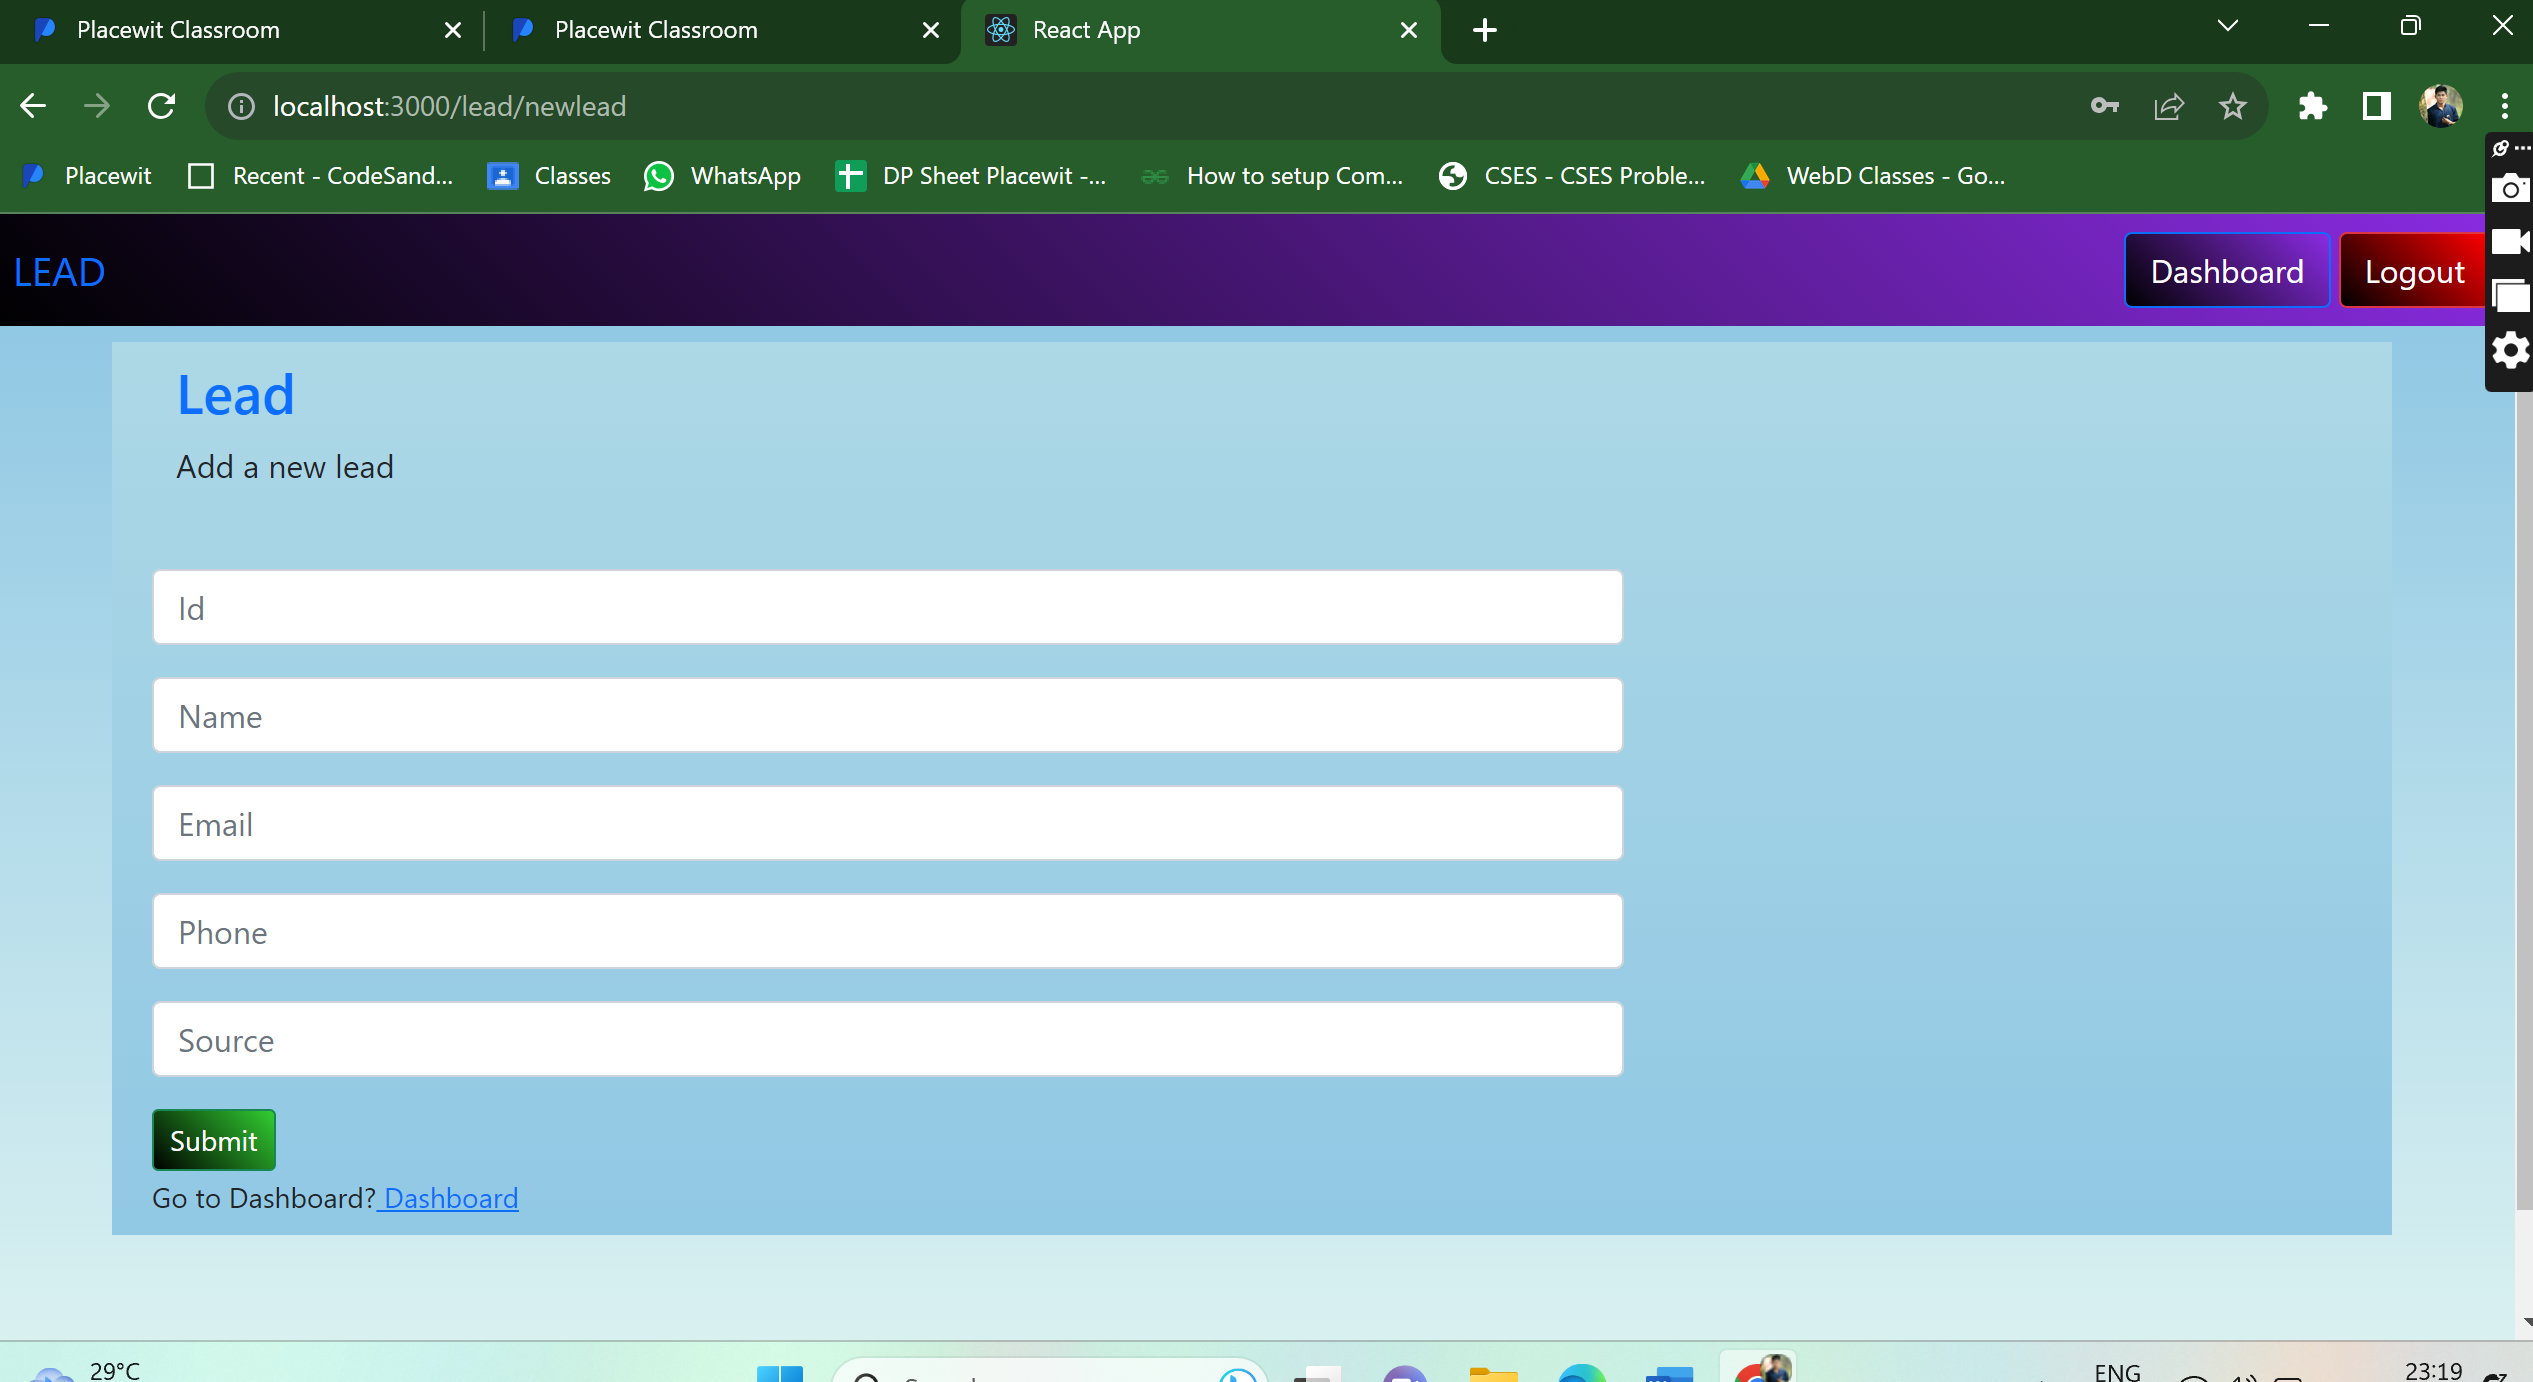 Placewit Classroom
Placewit Classroom
React App
localhost:3000/lead/newlead
Placewit
Recent - CodeSand...
Classes
WhatsApp
DP Sheet Placewit -...
How to setup Com...
CSES - CSES Proble...
WebD Classes - Go...
LEAD
Dashboard
Logout
Lead
Add a new lead
Id
Name
Email
Phone
Source
Submit
Go to Dashboard? Dashboard
29°C
ENG
23:19